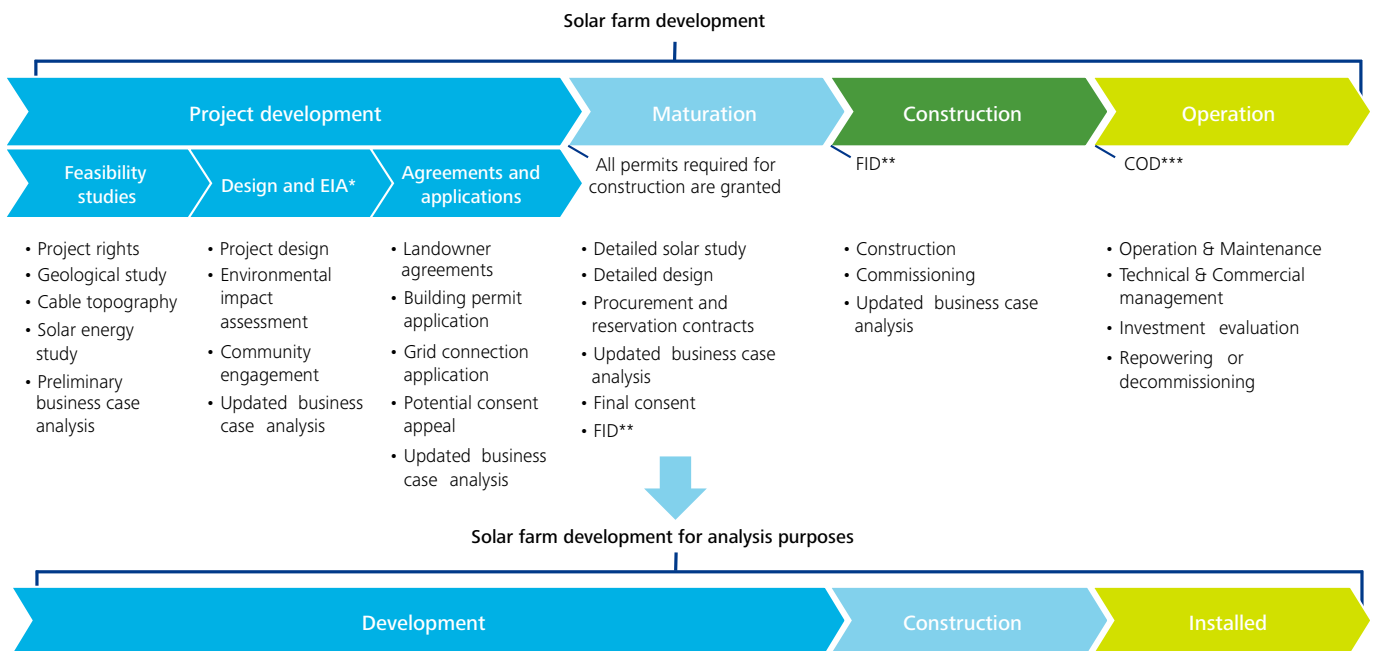 Solar farm development
Project development
Maturation
Construction
Operation
Feasibility
studies
Design and EIA*
Agreements and
applications
All permits required for
construction are granted
FID**
COD***
• Project rights
• Geological study
• Cable topography
• Solar energy
study
• Preliminary
business case
analysis
• Project design
• Environmental
impact
assessment
• Community
engagement
• Updated business
case analysis
• Landowner
agreements
• Building permit
application
• Grid connection
application
• Potential consent
appeal
• Updated business
case analysis
• Detailed solar study
• Detailed design
• Procurement and
reservation contracts
• Updated business case
analysis
• Final consent
• FID**
• Construction
• Commissioning
• Updated business case
analysis
• Operation & Maintenance
• Technical & Commercial
management
• Investment evaluation
• Repowering or
decommissioning
Solar farm development for analysis purposes
Development
Construction
Installed